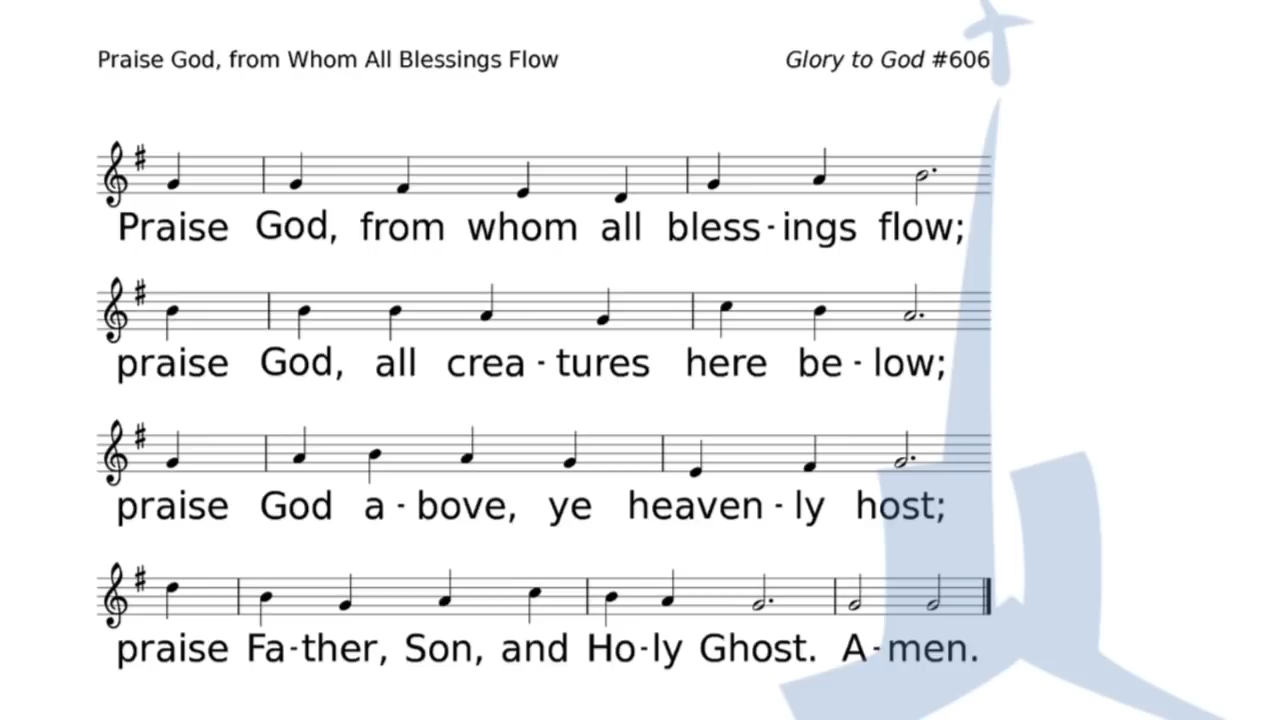 Praise God, from Whom All Blessings Flow
Glory to God #606
Praise God, from whom all bless-ings flow;
praise God, all crea-tures here be-low;
praise God a-bove, ye heaven-ly host;
praise Fa-ther, Son, and Ho-ly Ghost. A-men.